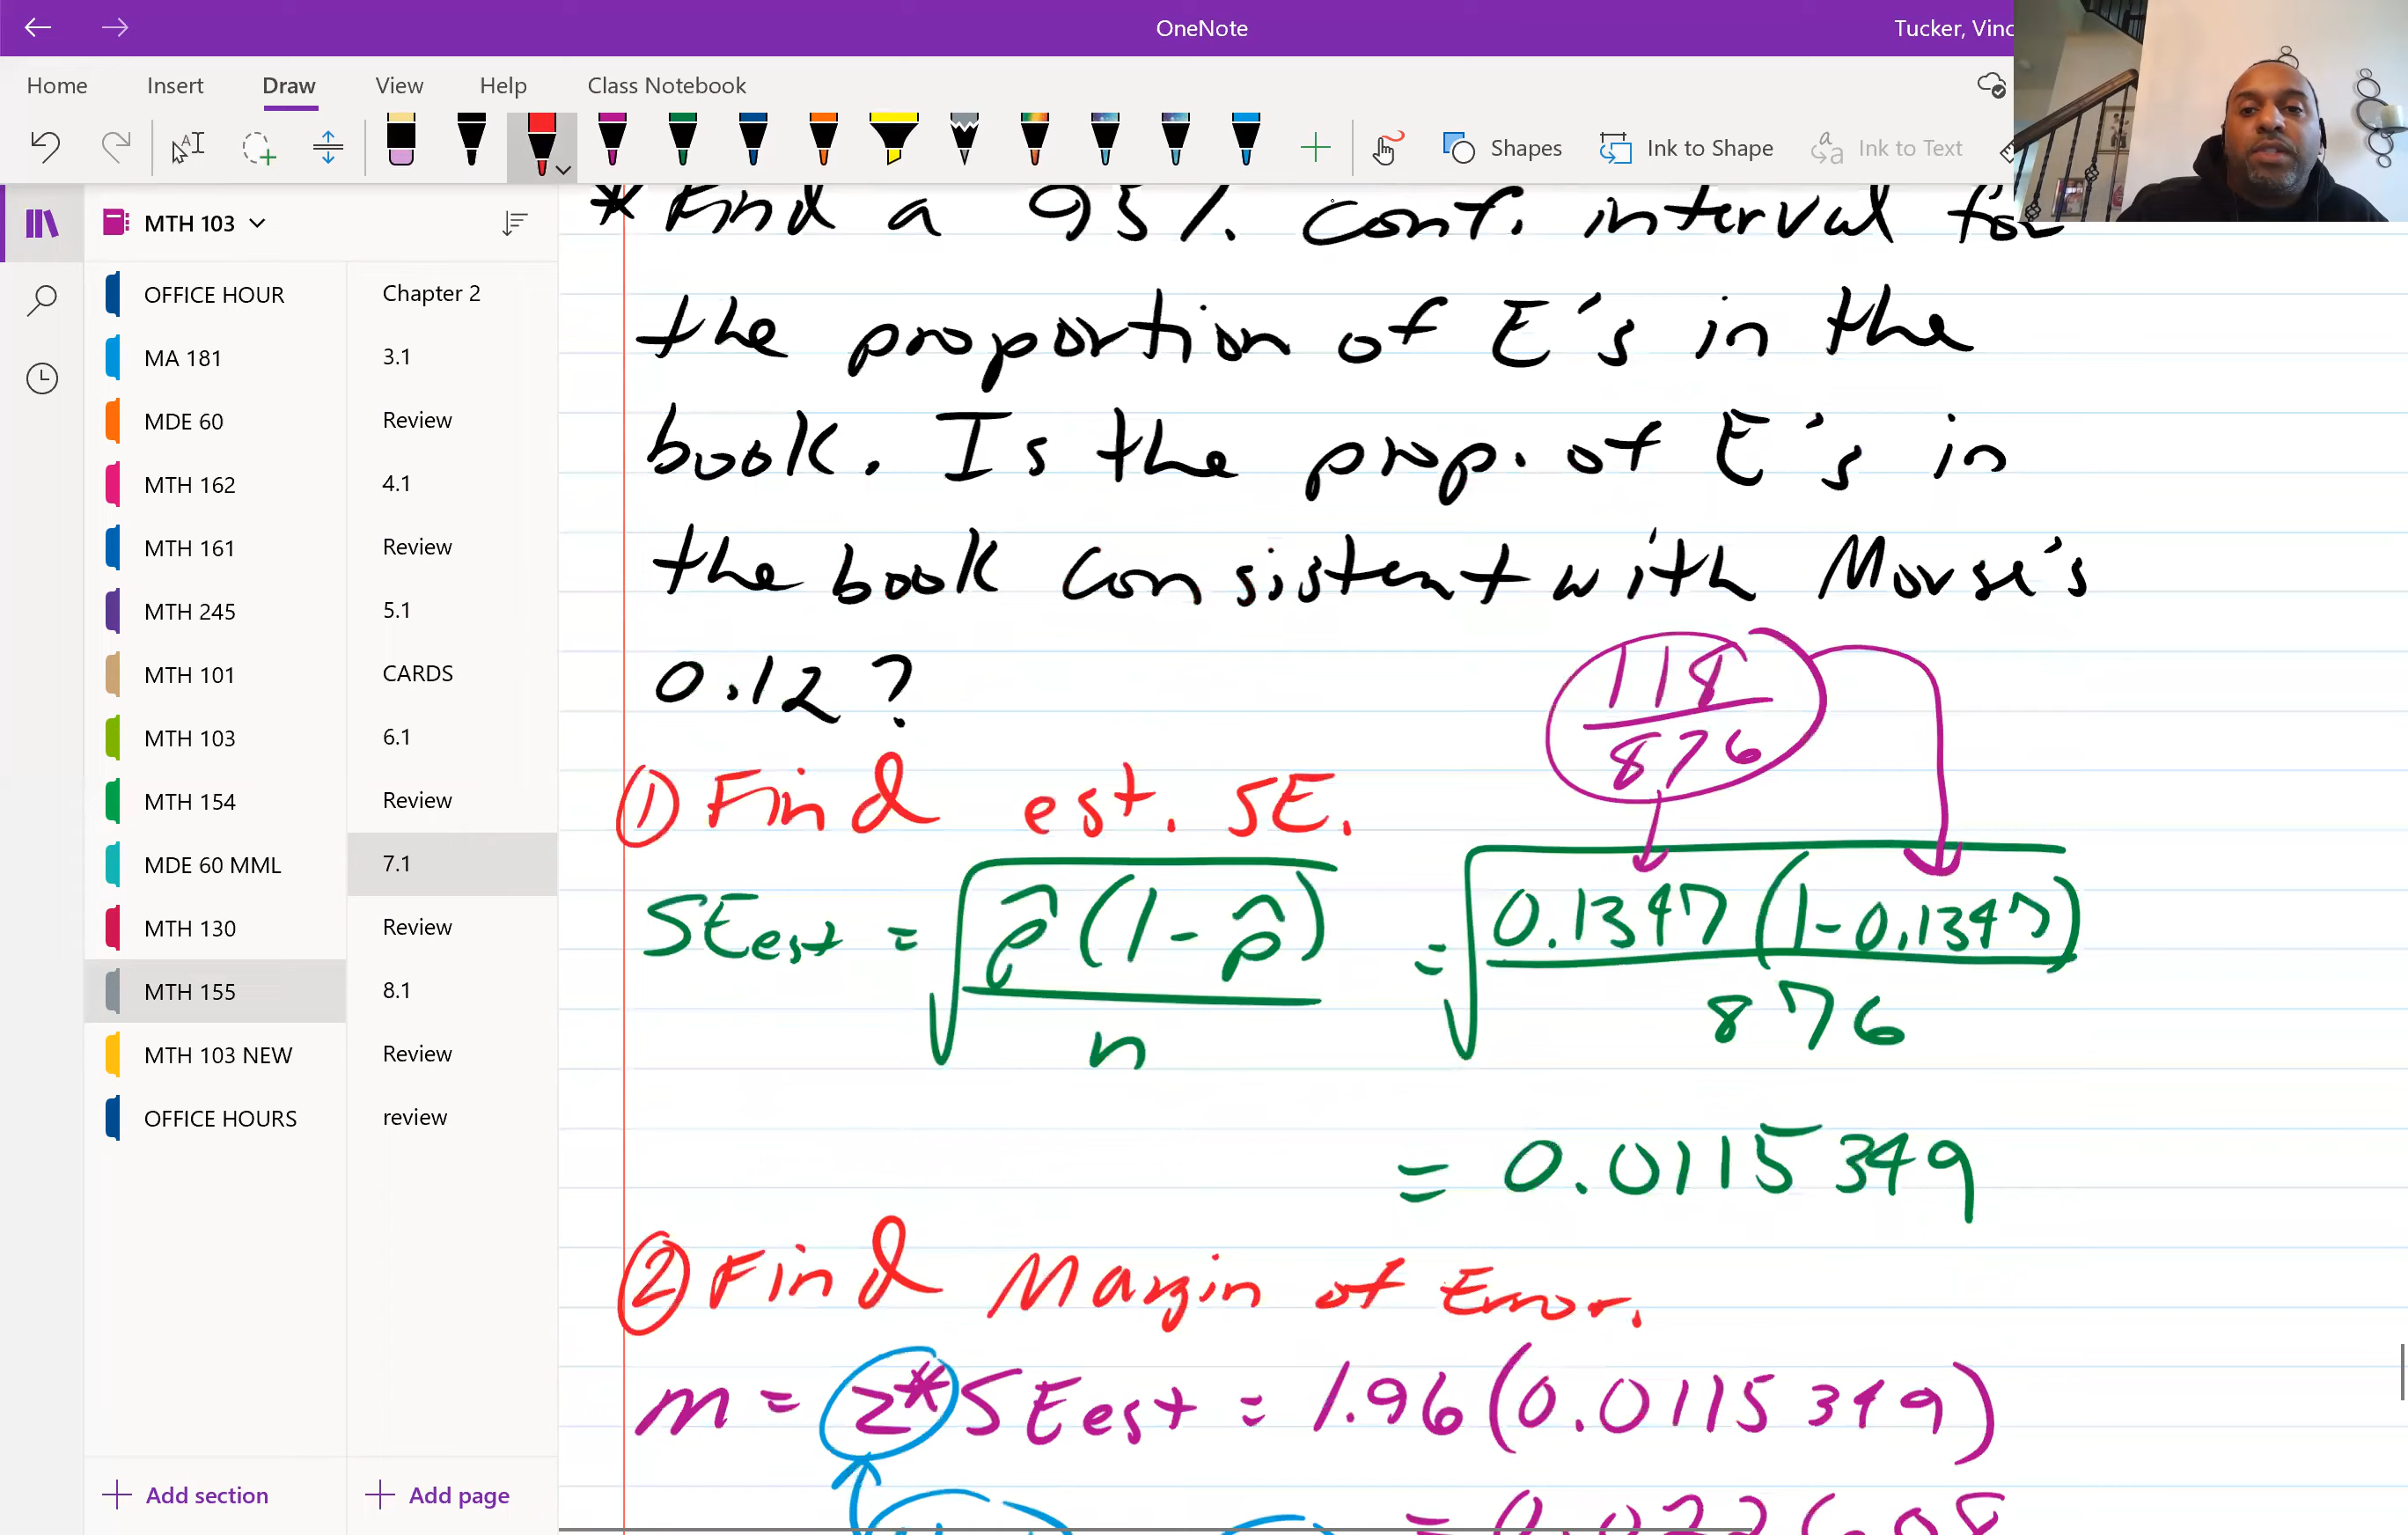 OneNote
Tucker, Vinc
Home Insert Draw View Help Class Notebook
Shapes Ink to Shape Ink to Text
MTH 103
OFFICE HOUR
MA 181
MDE 60
MTH 162
MTH 161
MTH 245
MTH 101
MTH 103
MTH 154
MDE 60 MML
MTH 130
MTH 155
MTH 103 NEW
OFFICE HOURS
Add section
Chapter 2
3.1
Review
4.1
Review
5.1
CARDS
6.1
Review
7.1
Review
8.1
Review
review
Add page
* Find a 95%. conf. interval for
the proportion of E's in the
book. Is the prop. of E's in
the book consistent with Morse's
0.12?
118/876
① Find est. SE.
SEest = √(p̂(1-p̂)/n) = √(0.1347(1-0.1347)/876)
= 0.0115349
② Find Margin of Error.
m = z* SEest = 1.96(0.0115349)